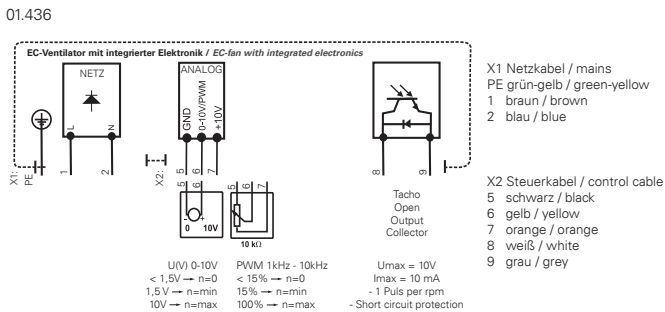 01.436
EC-Ventilator mit integrierter Elektronik / EC-fan with integrated electronics
NETZ
L
N
ANALOG
GND
0-10V/PWM
+10V
X1:
PE
1
2
X2:
5
6
7
8
9
5
6
- +
0 10V
5
6
7
10 kΩ
Tacho
Open
Output
Collector
U(V) 0-10V
< 1,5V → n=0
1,5 V → n=min
10V → n=max
PWM 1kHz - 10kHz
< 15% → n=0
15% → n=min
100% → n=max
Umax = 10V
Imax = 10 mA
- 1 Puls per rpm
- Short circuit protection
X1 Netzkabel / mains
PE grün-gelb / green-yellow
1 braun / brown
2 blau / blue
X2 Steuerkabel / control cable
5 schwarz / black
6 gelb / yellow
7 orange / orange
8 weiß / white
9 grau / grey